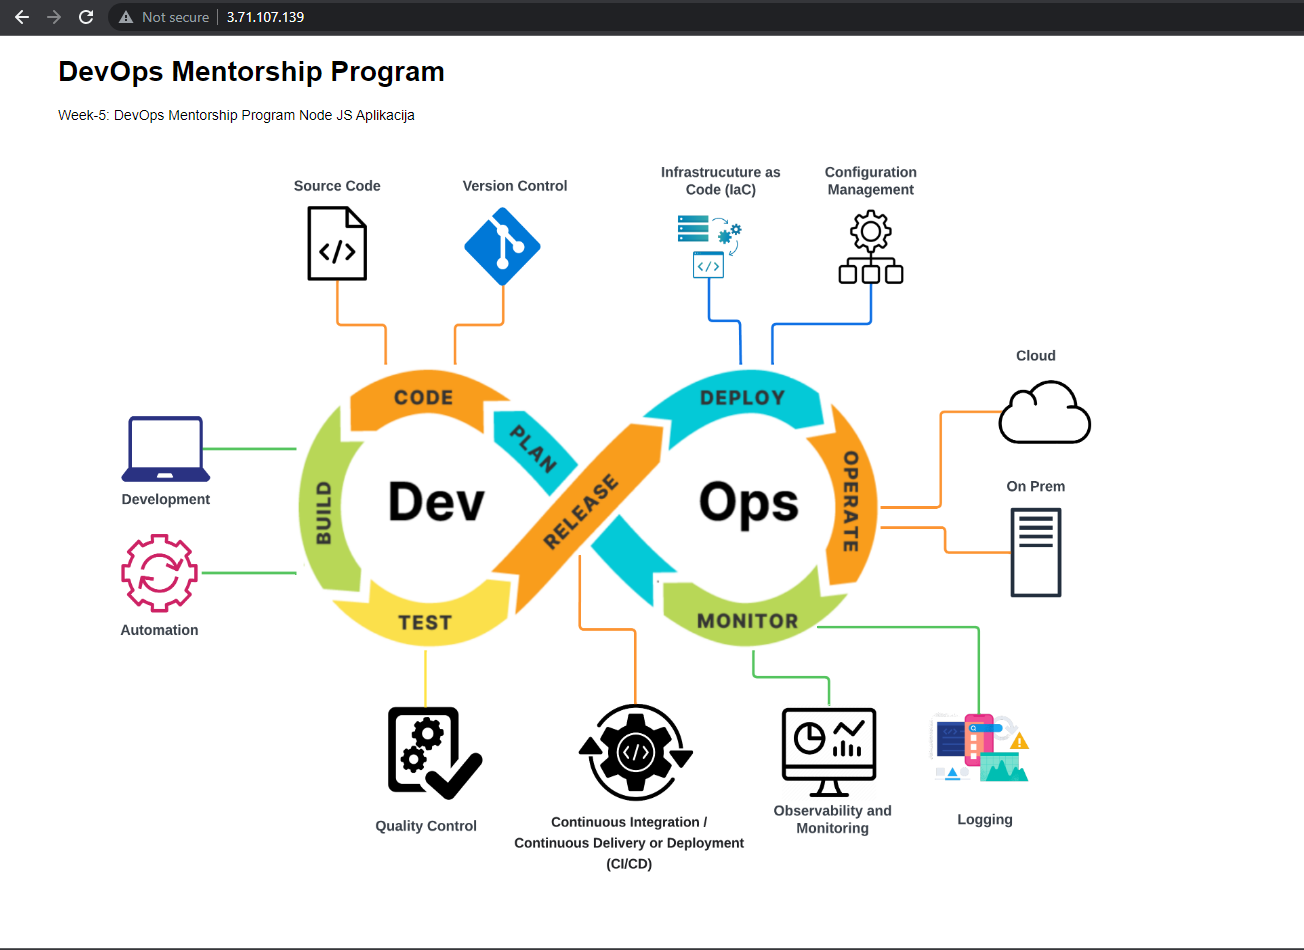 Not secure
3.71.107.139
DevOps Mentorship Program
Week-5: DevOps Mentorship Program Node JS Aplikacija
Source Code
Version Control
Infrastrucuture as
Code (IaC)
Configuration
Management
</>
</>
Cloud
CODE
DEPLOY
PLAN
Development
BUILD
Dev
RELEASE
Ops
OPERATE
On Prem
Automation
TEST
MONITOR
</>
Quality Control
Continuous Integration /
Continuous Delivery or Deployment
(CI/CD)
Observability and
Monitoring
Logging